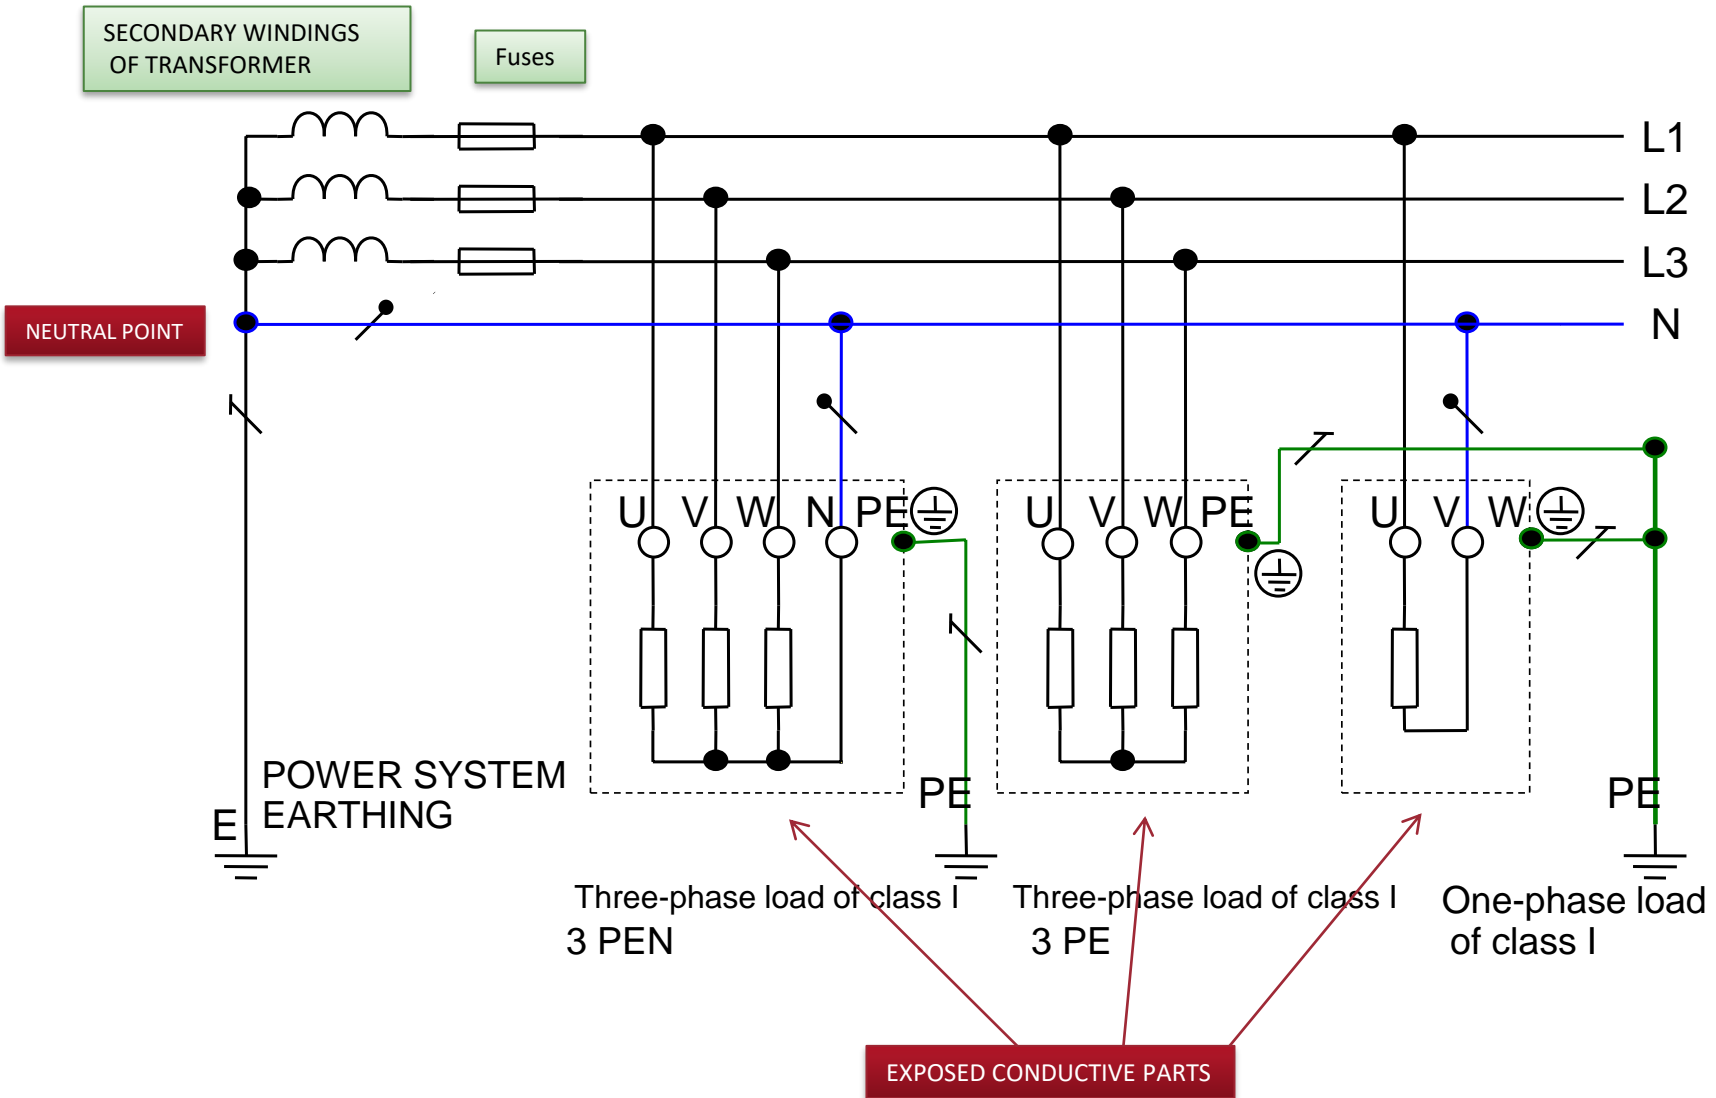 SECONDARY WINDINGS
OF TRANSFORMER
Fuses
L1
L2
L3
NEUTRAL POINT
N
U V W N PE
U V W PE
U V W
POWER SYSTEM
EARTHING
E
PE
PE
Three-phase load of class I
3 PEN
Three-phase load of class I
3 PE
One-phase load
of class I
EXPOSED CONDUCTIVE PARTS